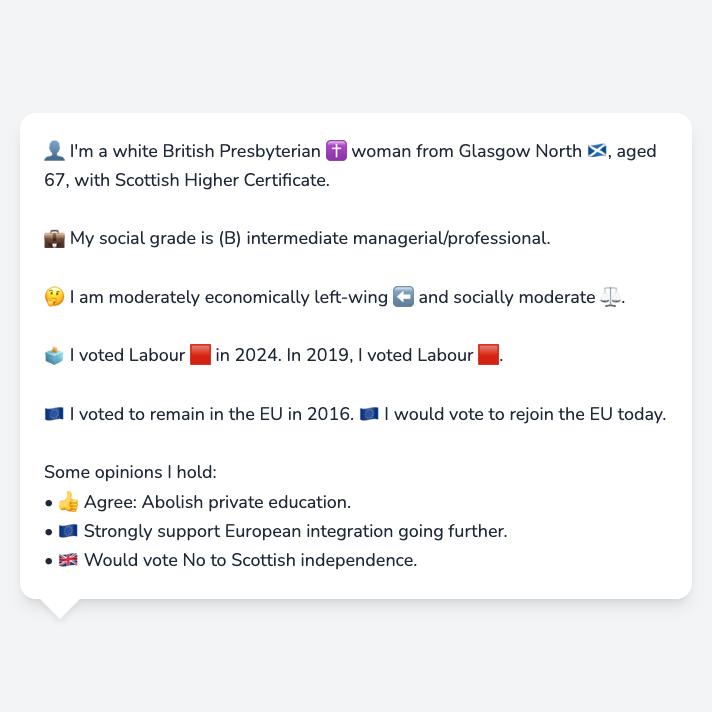 👤 I'm a white British Presbyterian ✝️ woman from Glasgow North 🏴󠁧󠁢󠁳󠁣󠁴󠁿, aged
67, with Scottish Higher Certificate.
💼 My social grade is (B) intermediate managerial/professional.
🤔 I am moderately economically left-wing ⬅️ and socially moderate ⚖️.
🗳️ I voted Labour 🟥 in 2024. In 2019, I voted Labour 🟥.
🇪🇺 I voted to remain in the EU in 2016. 🇪🇺 I would vote to rejoin the EU today.
Some opinions I hold:
• 👍 Agree: Abolish private education.
• 🇪🇺 Strongly support European integration going further.
• 🇬🇧 Would vote No to Scottish independence.